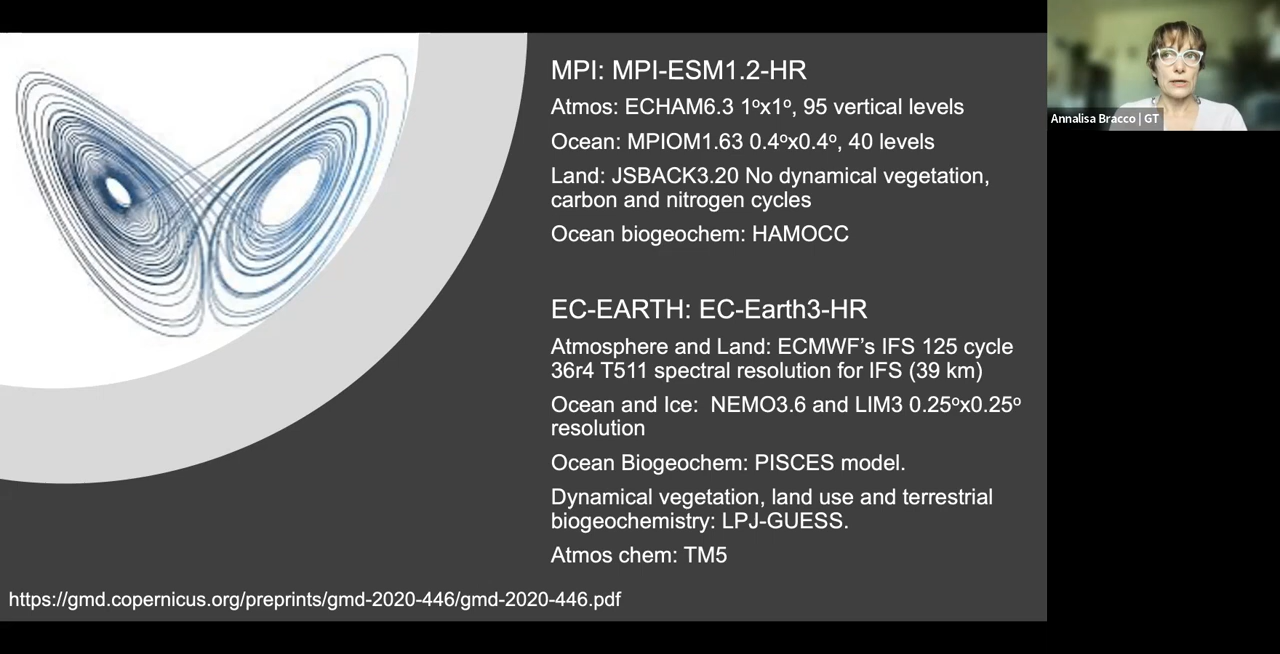 MPI: MPI-ESM1.2-HR
Atmos: ECHAM6.3 1ºx1º, 95 vertical levels
Ocean: MPIOM1.63 0.4ºx0.4º, 40 levels
Land: JSBACK3.20 No dynamical vegetation,
carbon and nitrogen cycles
Ocean biogeochem: HAMOCC
EC-EARTH: EC-Earth3-HR
Atmosphere and Land: ECMWF’s IFS 125 cycle
36r4 T511 spectral resolution for IFS (39 km)
Ocean and Ice:  NEMO3.6 and LIM3 0.25ºx0.25º
resolution
Ocean Biogeochem: PISCES model.
Dynamical vegetation, land use and terrestrial
biogeochemistry: LPJ-GUESS.
Atmos chem: TM5
https://gmd.copernicus.org/preprints/gmd-2020-446/gmd-2020-446.pdf
Annalisa Bracco | GT